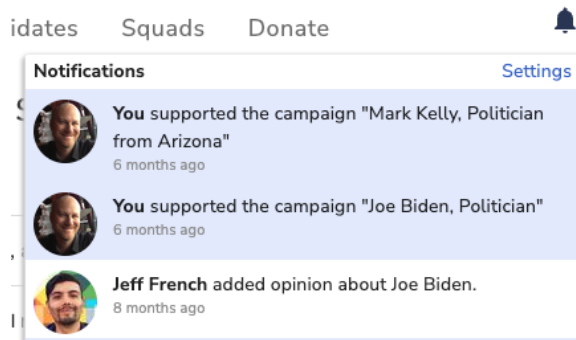 idates Squads Donate
Notifications Settings
You supported the campaign "Mark Kelly, Politician
from Arizona"
6 months ago
You supported the campaign "Joe Biden, Politician"
6 months ago
Jeff French added opinion about Joe Biden.
8 months ago